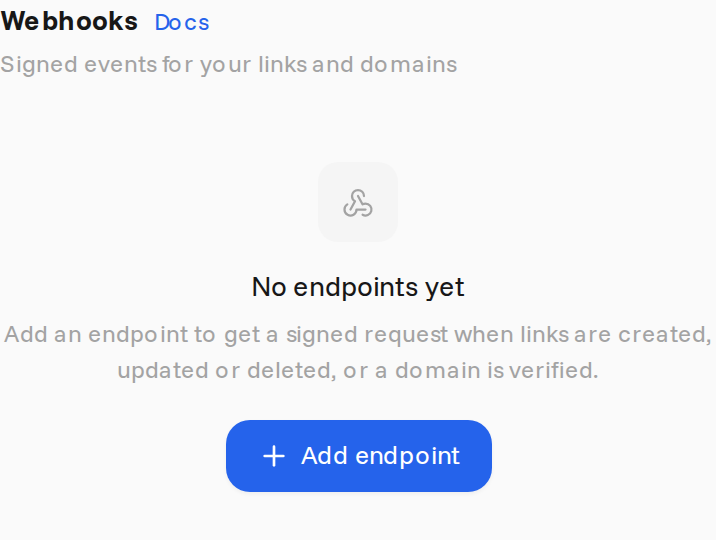 Webhooks Docs
Signed events for your links and domains
No endpoints yet
Add an endpoint to get a signed request when links are created,
updated or deleted, or a domain is verified.
Add endpoint